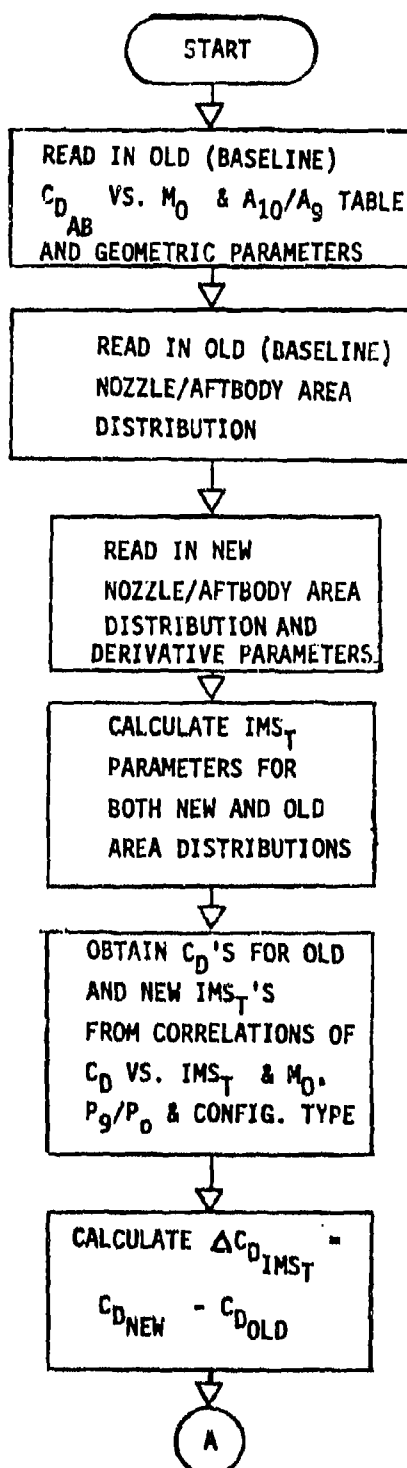 START
READ IN OLD (BASELINE)
C_D_AB VS. M_0 & A_10/A_9 TABLE
AND GEOMETRIC PARAMETERS
READ IN OLD (BASELINE)
NOZZLE/AFTBODY AREA
DISTRIBUTION
READ IN NEW
NOZZLE/AFTBODY AREA
DISTRIBUTION AND
DERIVATIVE PARAMETERS
CALCULATE IMS_T
PARAMETERS FOR
BOTH NEW AND OLD
AREA DISTRIBUTIONS
OBTAIN C_D'S FOR OLD
AND NEW IMS_T'S
FROM CORRELATIONS OF
C_D VS. IMS_T & M_0,
P_9/P_0 & CONFIG. TYPE
CALCULATE ΔC_D_IMS_T =
C_D_NEW - C_D_OLD
A